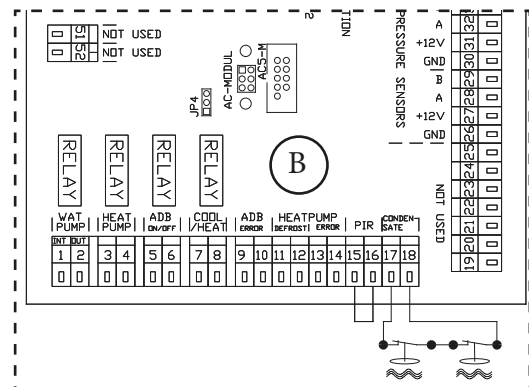 51 NOT USED
52 NOT USED
2
TION
AC-MODUL
AC5-M
JP4
PRESSURE SENSORS
A 32
+12V 31
GND 30
B 29
A 28
+12V 27
GND 26
25
24
23
22
21
20
19
NOT USED
RELAY RELAY RELAY RELAY
B
WAT PUMP
HEAT PUMP
ADB ON/OFF
COOL /HEAT
ADB ERROR
HEATPUMP
DEFROST ERROR
PIR
CONDEN-SATE
INT OUT
1 2 3 4 5 6 7 8 9 10 11 12 13 14 15 16 17 18